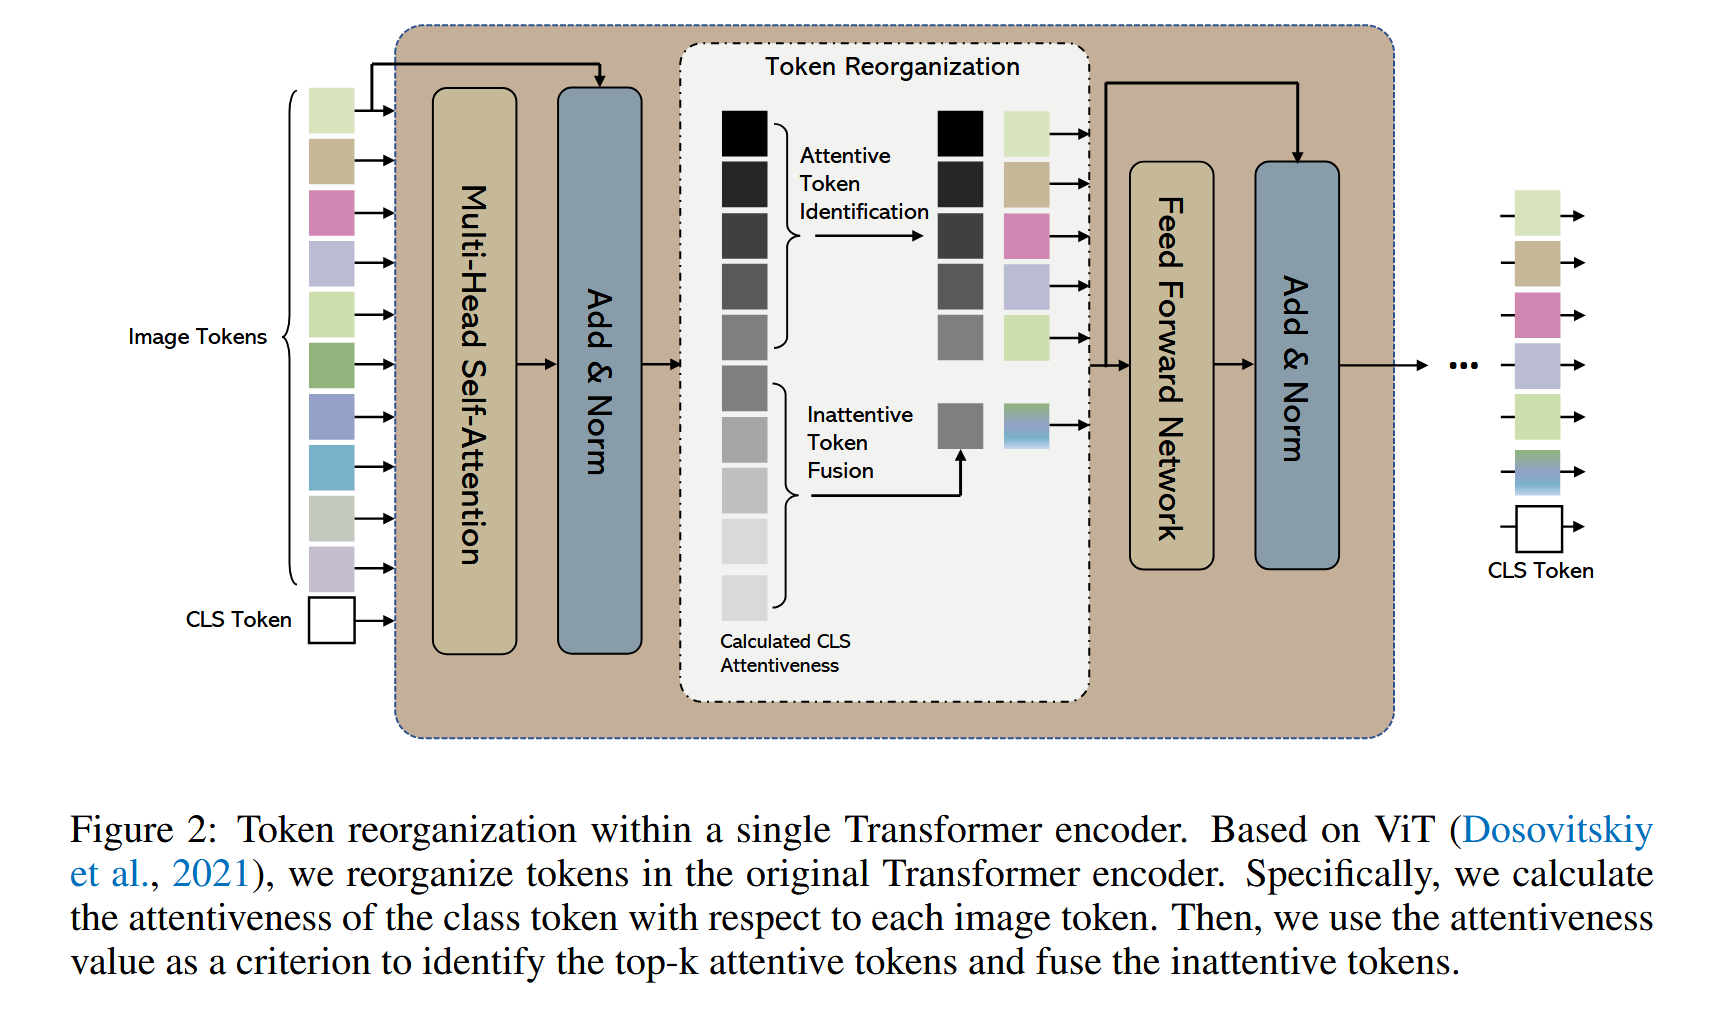 Token Reorganization
Image Tokens
CLS Token
Multi-Head Self-Attention
Add & Norm
Attentive
Token
Identification
Inattentive
Token
Fusion
Calculated CLS
Attentiveness
Feed Forward Network
Add & Norm
...
CLS Token
Figure 2: Token reorganization within a single Transformer encoder. Based on ViT (Dosovitskiy
et al., 2021), we reorganize tokens in the original Transformer encoder. Specifically, we calculate
the attentiveness of the class token with respect to each image token. Then, we use the attentiveness
value as a criterion to identify the top-k attentive tokens and fuse the inattentive tokens.